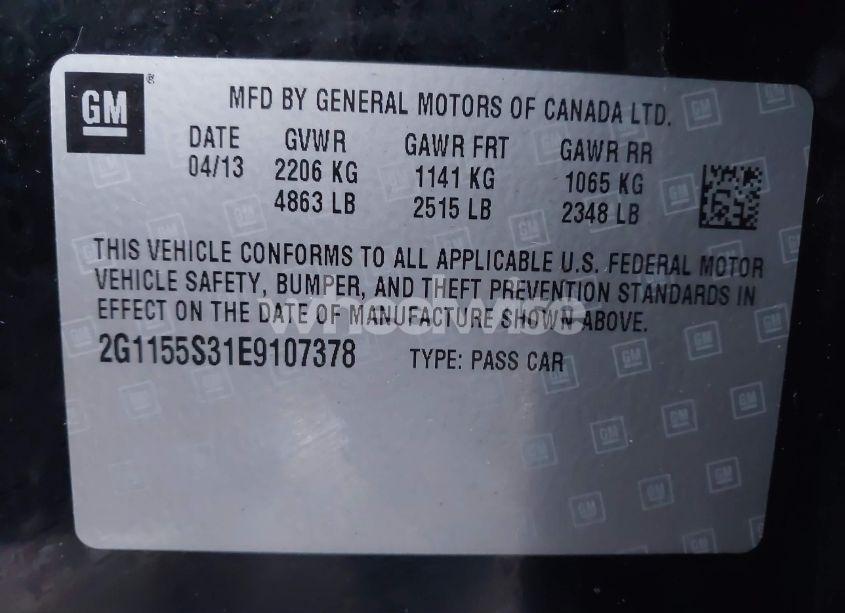 GM ®
MFD BY GENERAL MOTORS OF CANADA LTD.
DATE GVWR GAWR FRT GAWR RR
04/13 2206 KG 1141 KG 1065 KG
4863 LB 2515 LB 2348 LB
THIS VEHICLE CONFORMS TO ALL APPLICABLE U.S. FEDERAL MOTOR
VEHICLE SAFETY, BUMPER, AND THEFT PREVENTION STANDARDS IN
EFFECT ON THE DATE OF MANUFACTURE SHOWN ABOVE.
wheelwise
2G1155S31E9107378 TYPE: PASS CAR